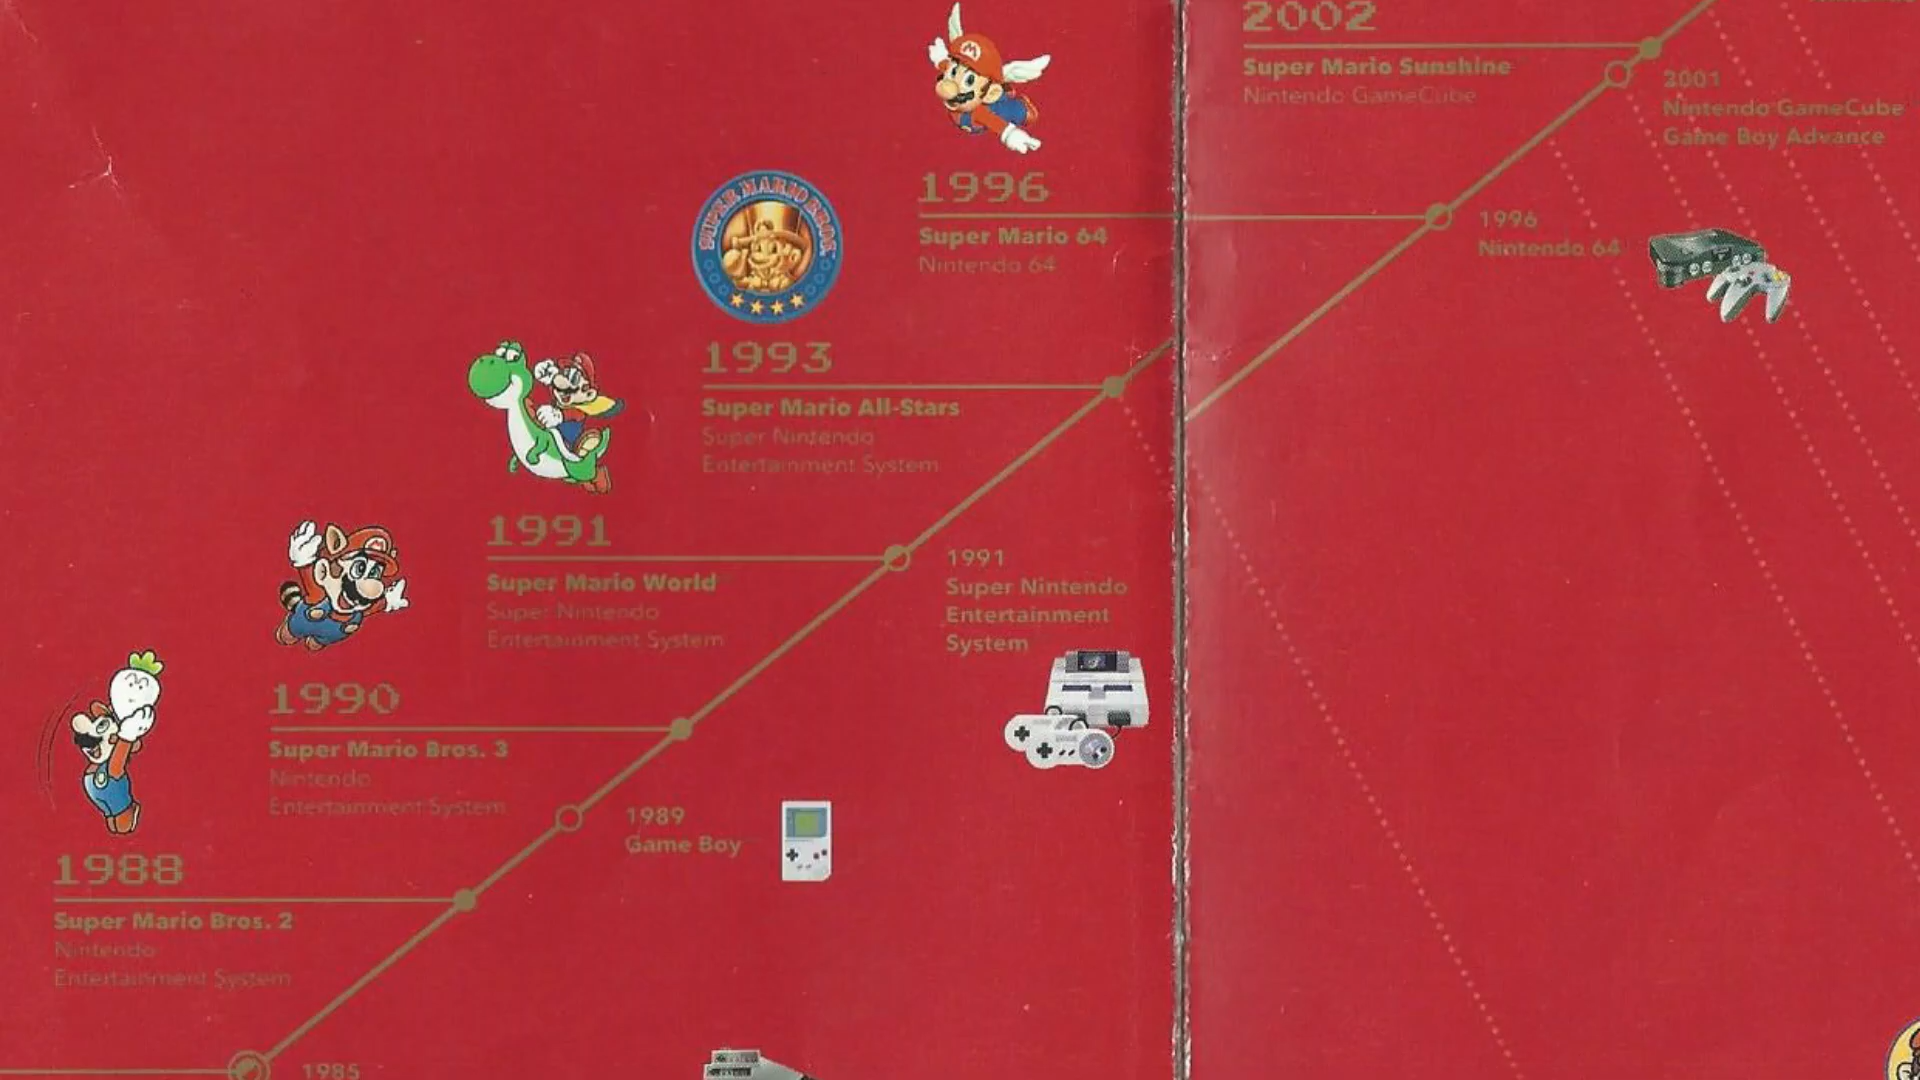 2002
Super Mario Sunshine
Nintendo GameCube
2001
Nintendo GameCube
Game Boy Advance
1996
Super Mario 64
Nintendo 64
1996
Nintendo 64
SUPER MARIO BROS.
1993
Super Mario All-Stars
Super Nintendo
Entertainment System
1991
Super Mario World
Super Nintendo
Entertainment System
1991
Super Nintendo
Entertainment
System
1990
Super Mario Bros. 3
Nintendo
Entertainment System
1989
Game Boy
1988
Super Mario Bros. 2
Nintendo
Entertainment System
1985